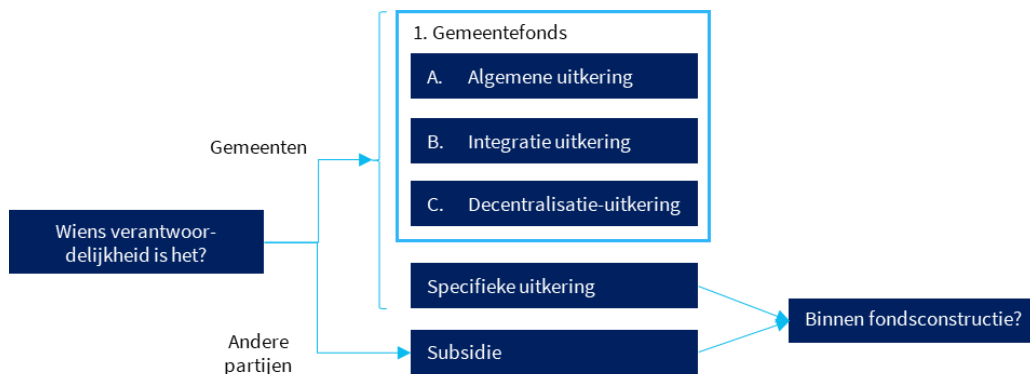 1. Gemeentefonds
A. Algemene uitkering
B. Integratie uitkering
C. Decentralisatie-uitkering
Gemeenten
Wiens verantwoor-
delijkheid is het?
Specifieke uitkering
Binnen fondsconstructie?
Andere
partijen
Subsidie